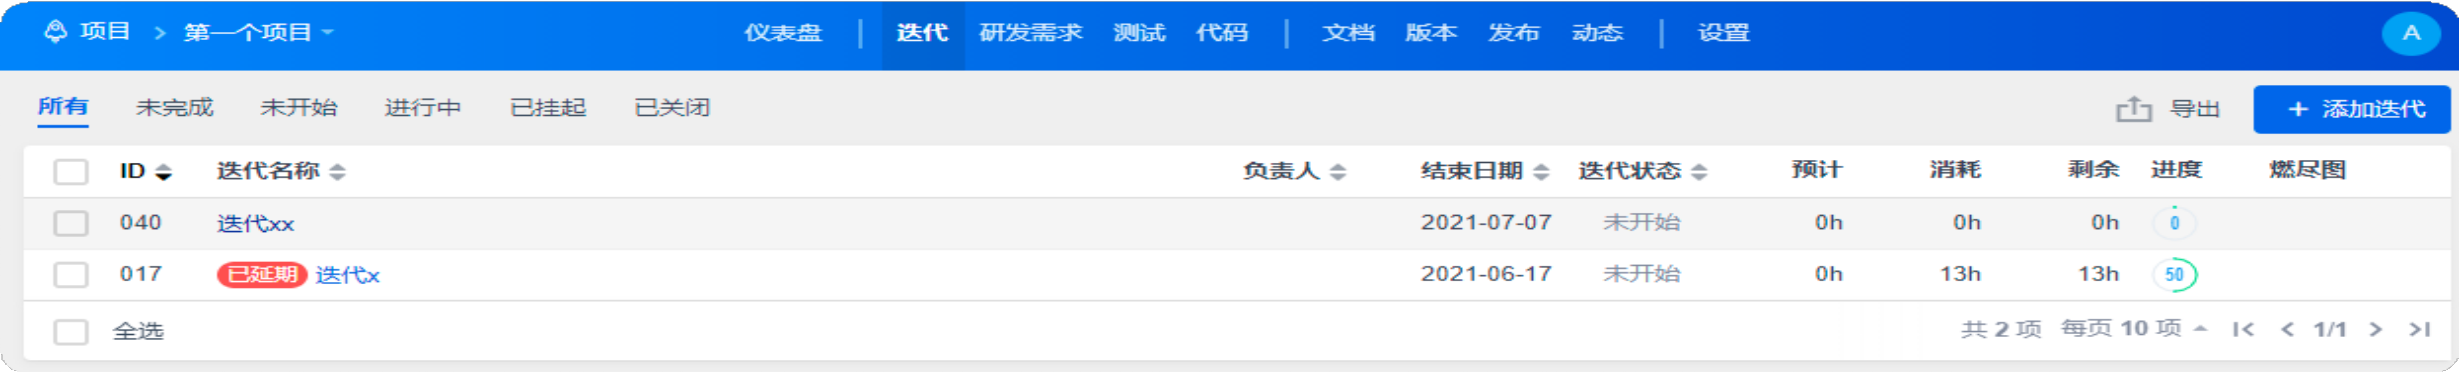 项目 > 第一个项目 仪表盘 | 迭代 研发需求 测试 代码 | 文档 版本 发布 动态 | 设置 A
所有 未完成 未开始 进行中 已挂起 已关闭 导出 + 添加迭代
ID 迭代名称 负责人 结束日期 迭代状态 预计 消耗 剩余 进度 燃尽图
040 迭代xx 2021-07-07 未开始 0h 0h 0h 0
017 已延期 迭代x 2021-06-17 未开始 0h 13h 13h 50
全选 共 2 项 每页 10 项 1/1